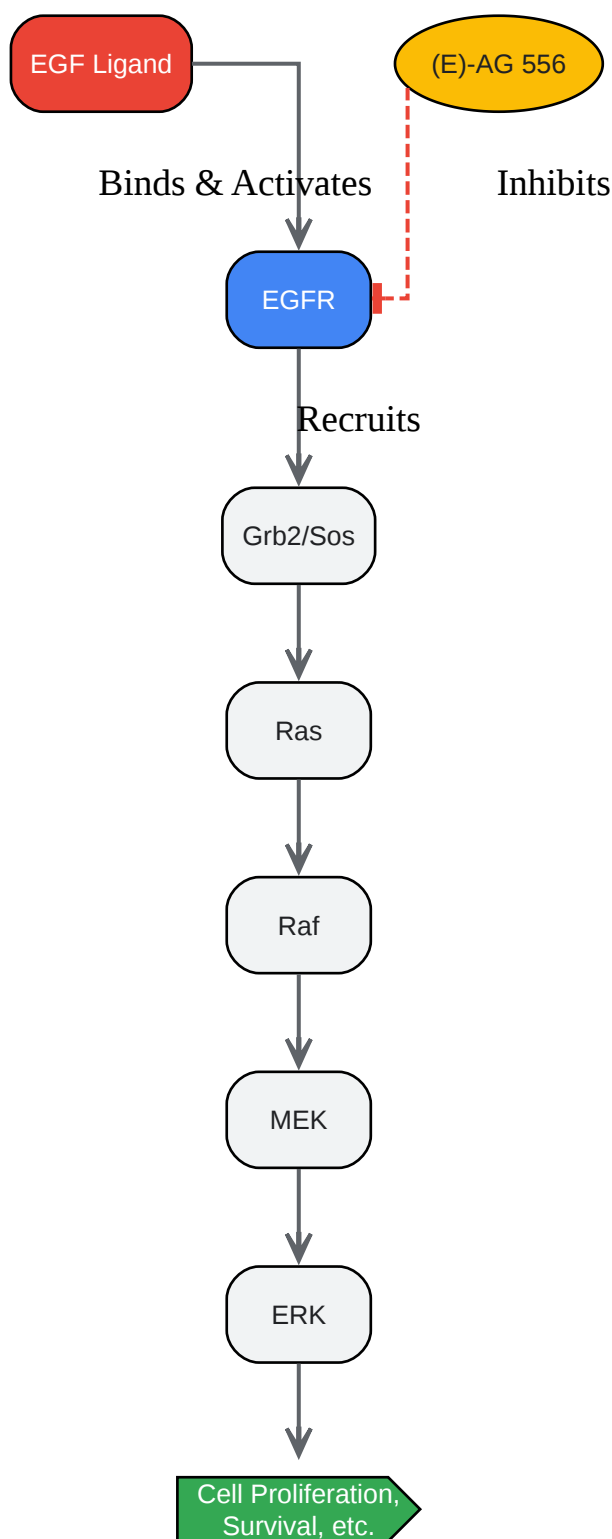 EGF Ligand
(E)-AG 556
Binds & Activates
Inhibits
EGFR
Recruits
Grb2/Sos
Ras
Raf
MEK
ERK
Cell Proliferation,
Survival, etc.